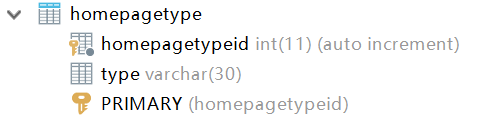 homepagetype
homepagetypeid int(11) (auto increment)
type varchar(30)
PRIMARY (homepagetypeid)